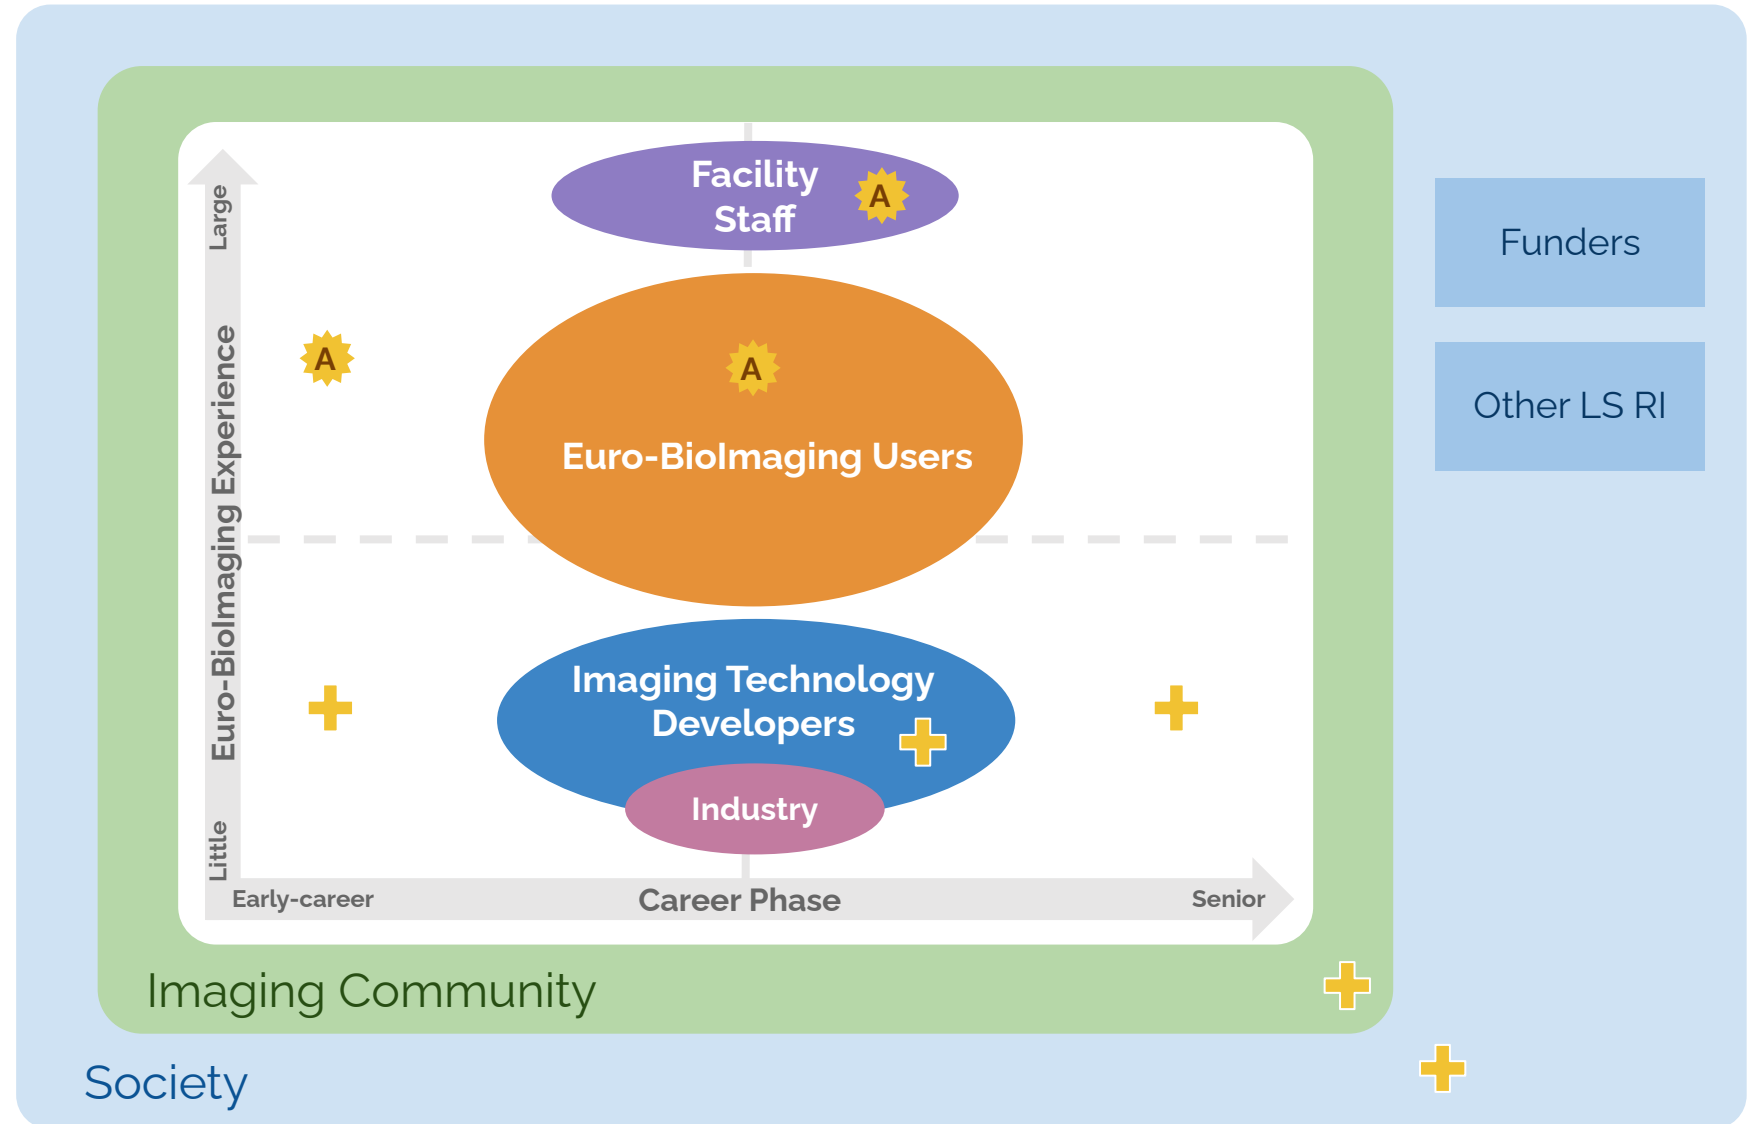 Facility
Staff
A
Large
Funders
A
A
Other LS RI
Euro-BioImaging Experience
Euro-BioImaging Users
Imaging Technology
Developers
Industry
Little
Early-career
Career Phase
Senior
Imaging Community
Society